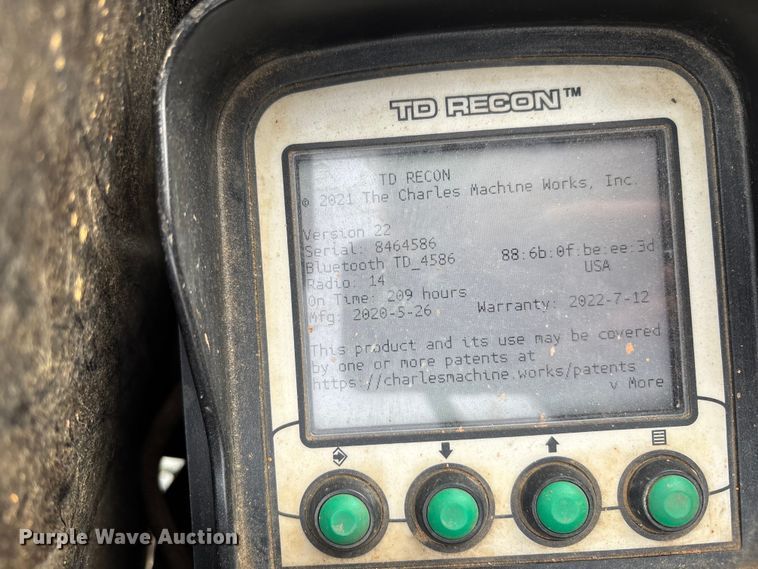 TD RECON™
TD RECON
© 2021 The Charles Machine Works, Inc.
Version 22
Serial: 8464586
Bluetooth TD_4586 88:6b:0f:be:ee:3d
Radio: 14 USA
On Time: 209 hours
Mfg: 2020-5-26 Warranty: 2022-7-12
This product and its use may be covered
by one or more patents at
https://charlesmachine.works/patents
v More
Purple Wave Auction